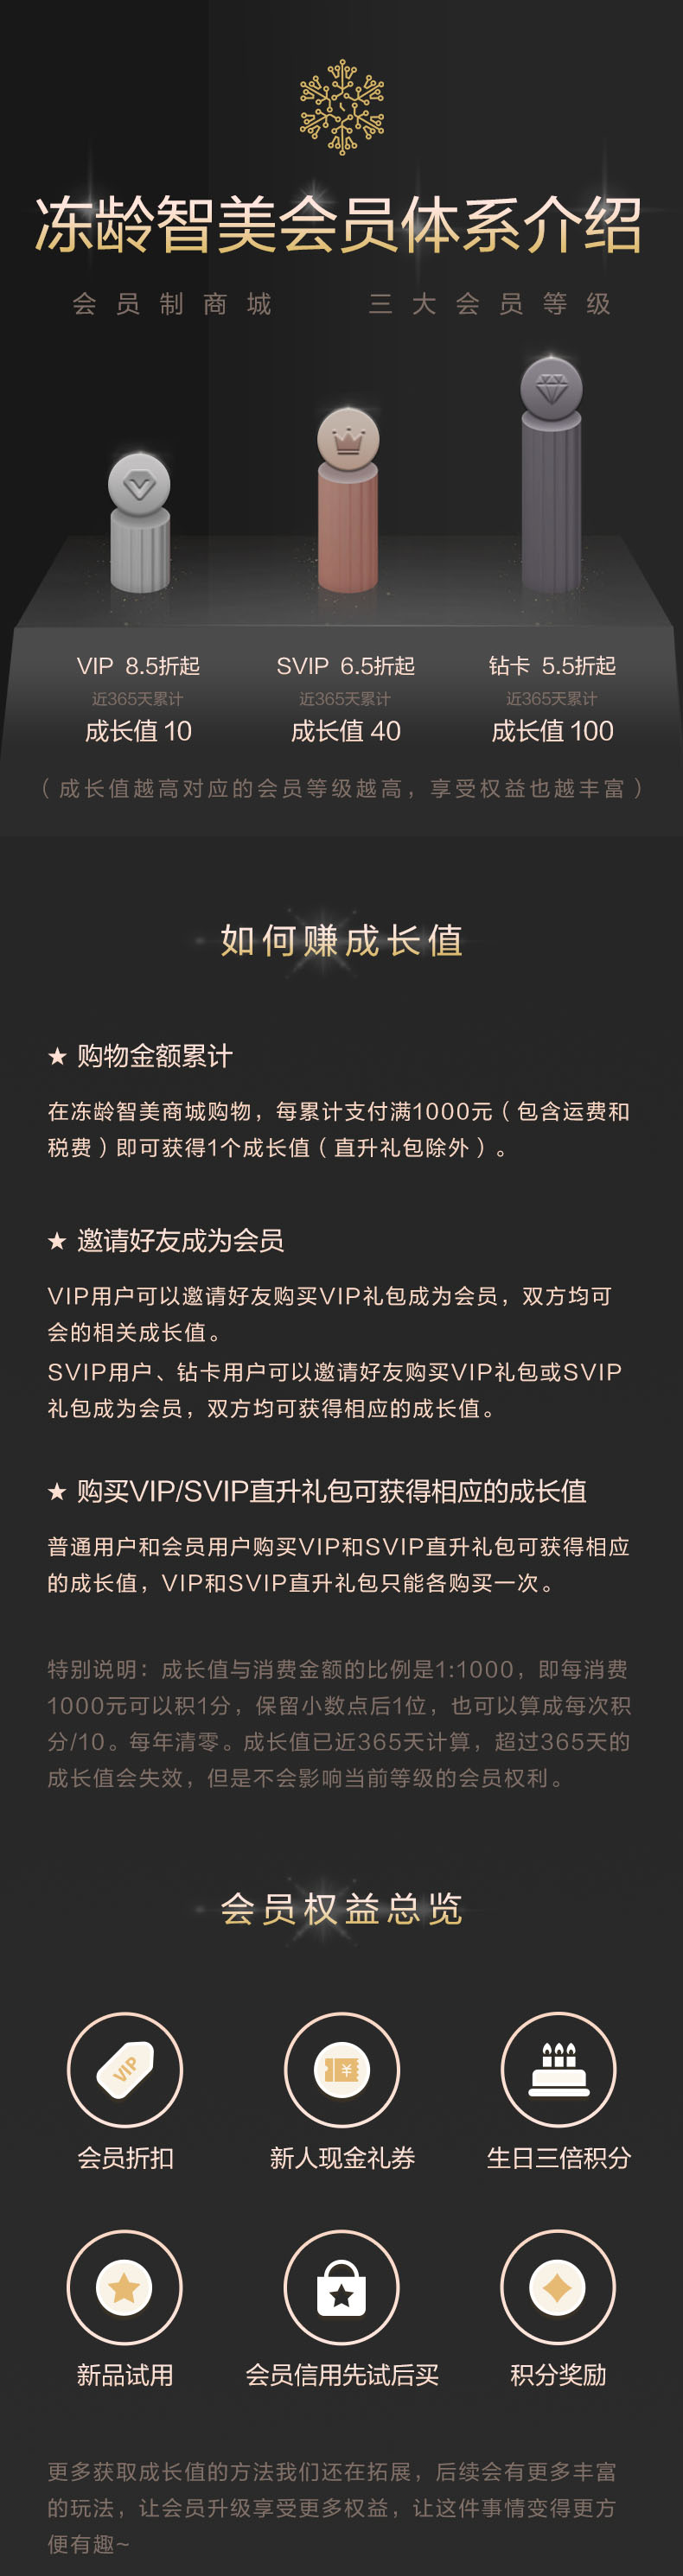 冻龄智美会员体系介绍
会员制商城 三大会员等级
VIP 8.5折起 SVIP 6.5折起 钻卡 5.5折起
近365天累计 近365天累计 近365天累计
成长值 10 成长值 40 成长值 100
（成长值越高对应的会员等级越高，享受权益也越丰富）
如何赚成长值
★ 购物金额累计
在冻龄智美商城购物，每累计支付满1000元（包含运费和
税费）即可获得1个成长值（直升礼包除外）。
★ 邀请好友成为会员
VIP用户可以邀请好友购买VIP礼包成为会员，双方均可
会的相关成长值。
SVIP用户、钻卡用户可以邀请好友购买VIP礼包或SVIP
礼包成为会员，双方均可获得相应的成长值。
★ 购买VIP/SVIP直升礼包可获得相应的成长值
普通用户和会员用户购买VIP和SVIP直升礼包可获得相应
的成长值，VIP和SVIP直升礼包只能各购买一次。
特别说明：成长值与消费金额的比例是1:1000，即每消费
1000元可以积1分，保留小数点后1位，也可以算成每次积
分/10。每年清零。成长值已近365天计算，超过365天的
成长值会失效，但是不会影响当前等级的会员权利。
会员权益总览
VIP ¥
会员折扣 新人现金礼券 生日三倍积分
新品试用 会员信用先试后买 积分奖励
更多获取成长值的方法我们还在拓展，后续会有更多丰富
的玩法，让会员升级享受更多权益，让这件事情变得更方
便有趣~